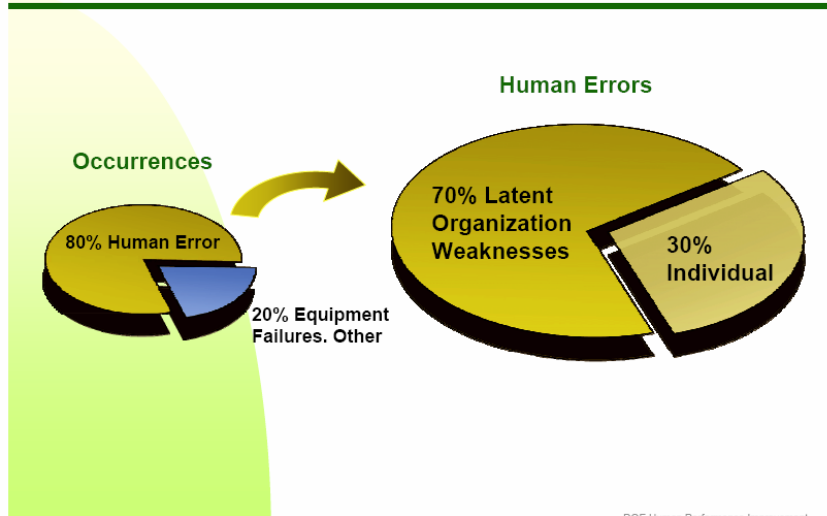 Human Errors
Occurrences
80% Human Error
20% Equipment
Failures. Other
70% Latent
Organization
Weaknesses
30%
Individual